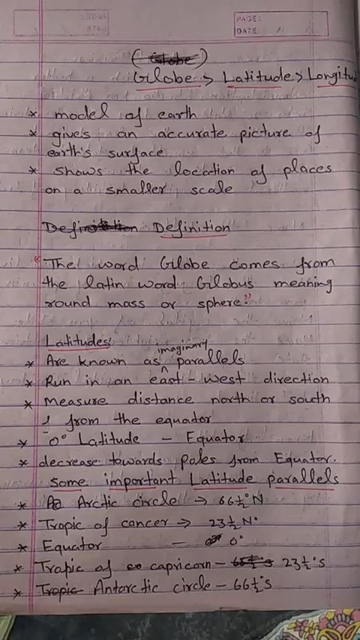 PAGE:
DATE:
(Globe)
Globe > Latitude > Longitu
* model of earth
* gives an accurate picture of
earth's surface
* shows the location of places
on a smaller scale
Definition Definition
"The word Globe comes from
the latin word Globus meaning
round mass or sphere."
Latitudes:
* Are known as imaginary parallels
* Run in an east-west direction
* Measure distance north or south
from the equator
* 0° Latitude - Equator
* decrease towards poles from Equator
some important Latitude parallels
* Arctic circle → 66½°N
* Tropic of cancer → 23½N°
* Equator - 0°
* Tropic of capricorn - 23½°S
* Tropic Antarctic circle - 66½°S